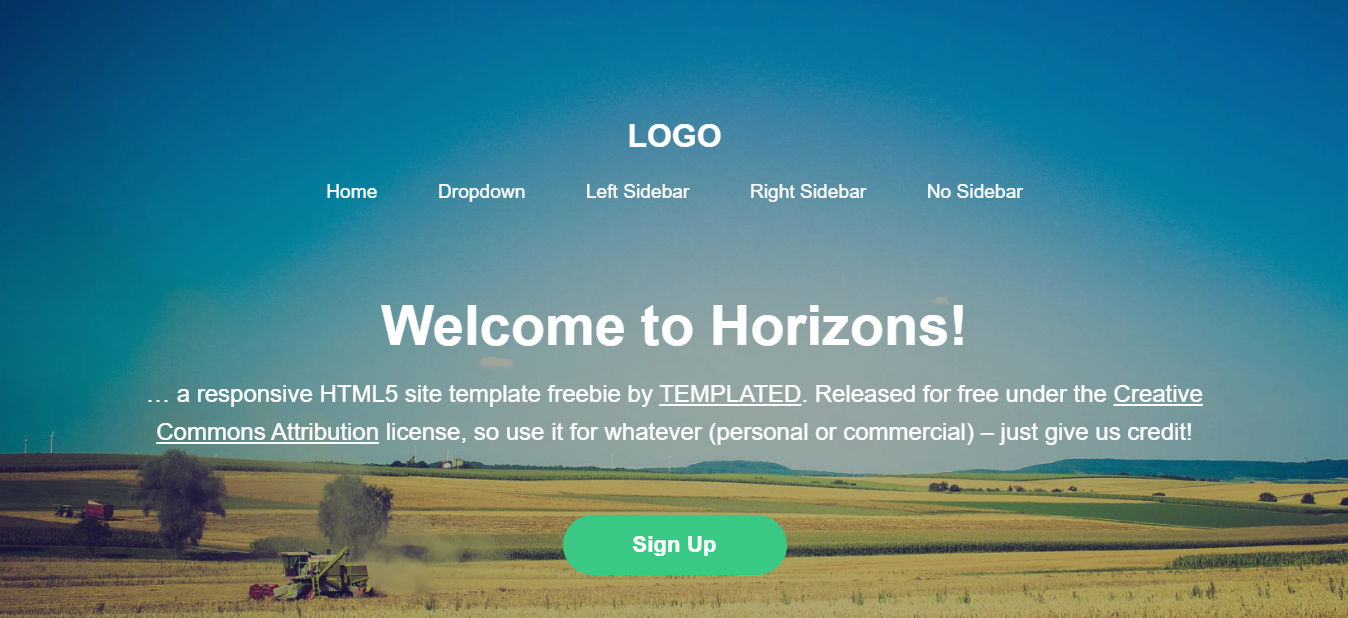 LOGO
Home Dropdown Left Sidebar Right Sidebar No Sidebar
Welcome to Horizons!
… a responsive HTML5 site template freebie by TEMPLATED. Released for free under the Creative
Commons Attribution license, so use it for whatever (personal or commercial) – just give us credit!
Sign Up